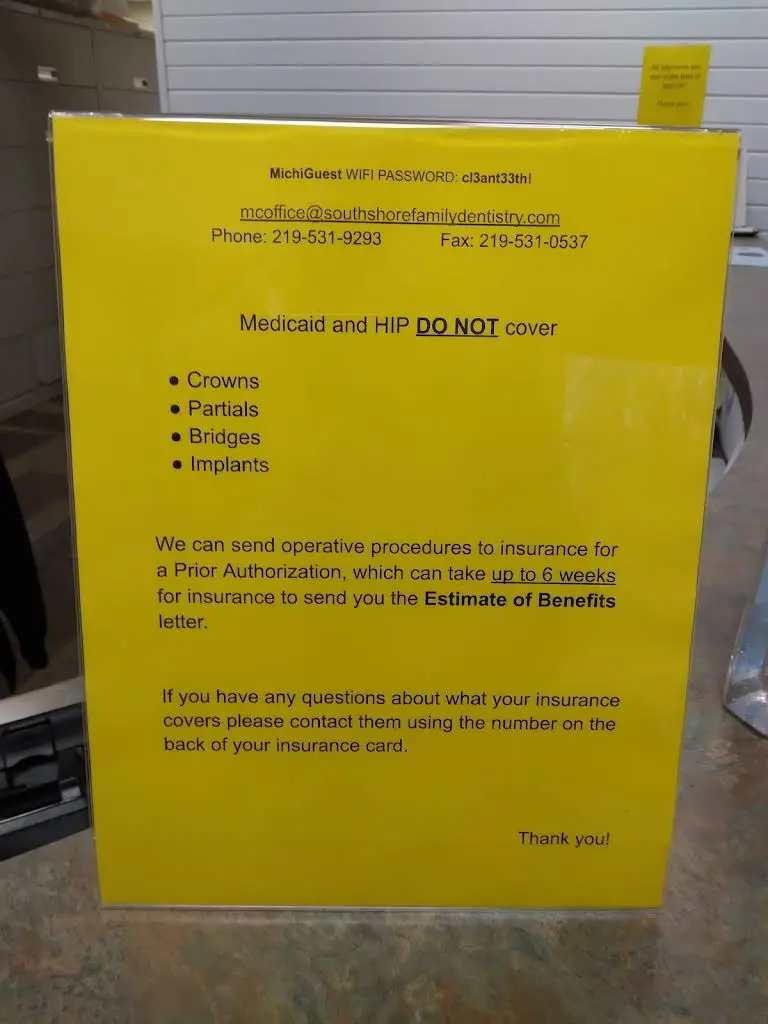 MichiGuest WIFI PASSWORD: cl3ant33th!
mcoffice@southshorefamilydentistry.com
Phone: 219-531-9293 Fax: 219-531-0537
Medicaid and HIP DO NOT cover
• Crowns
• Partials
• Bridges
• Implants
We can send operative procedures to insurance for
a Prior Authorization, which can take up to 6 weeks
for insurance to send you the Estimate of Benefits
letter.
If you have any questions about what your insurance
covers please contact them using the number on the
back of your insurance card.
Thank you!